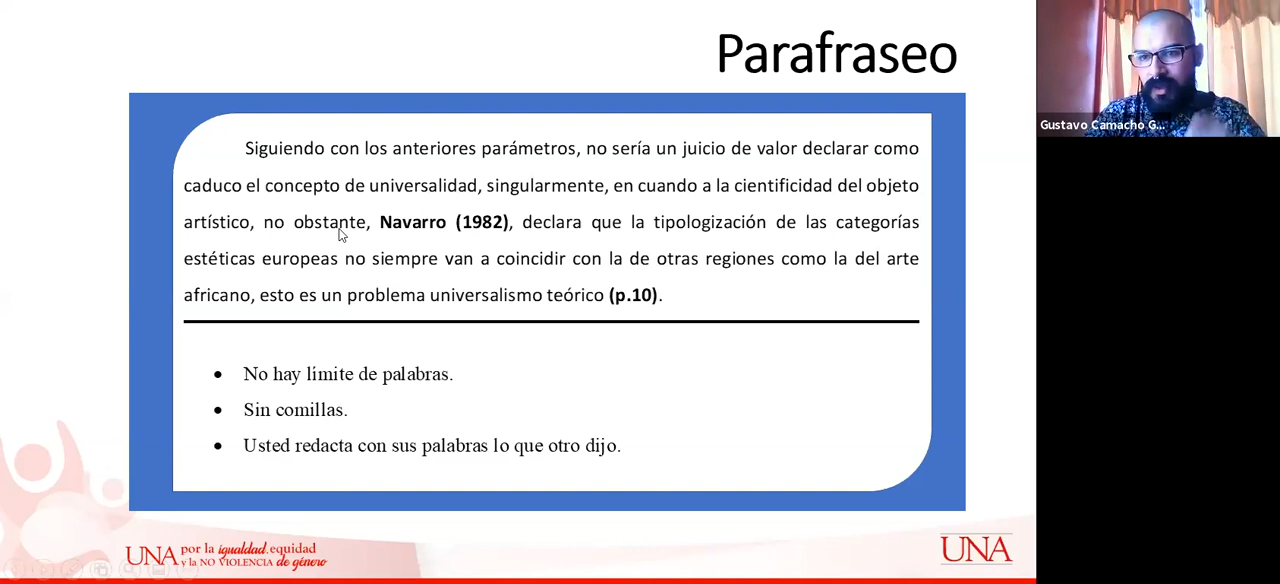 Parafraseo
Gustavo Camacho G...
Siguiendo con los anteriores parámetros, no sería un juicio de valor declarar como
caduco el concepto de universalidad, singularmente, en cuando a la cientificidad del objeto
artístico, no obstante, Navarro (1982), declara que la tipologización de las categorías
estéticas europeas no siempre van a coincidir con la de otras regiones como la del arte
africano, esto es un problema universalismo teórico (p.10).
• No hay límite de palabras.
• Sin comillas.
• Usted redacta con sus palabras lo que otro dijo.
UNA por la igualdad, equidad
y la NO VIOLENCIA de género
UNA